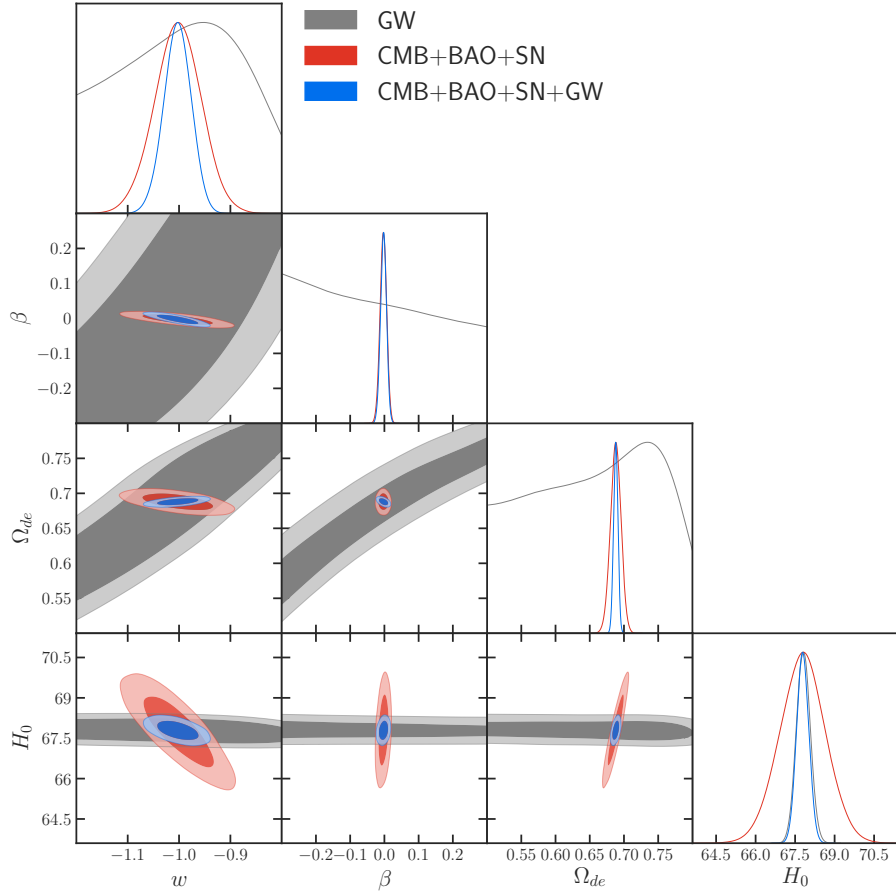 GW
CMB+BAO+SN
CMB+BAO+SN+GW
0.2
0.1
0
−0.1
−0.2
β
0.75
0.70
0.65
0.6
0.55
Ω_de
70.5
69
67.5
66
64.5
H_0
−1.1 −1.0 −0.9
w
−0.2 −0.1 0.0 0.1 0.2
β
0.55 0.60 0.65 0.70 0.75
Ω_de
64.5 66.0 67.5 69.0 70.5
H_0